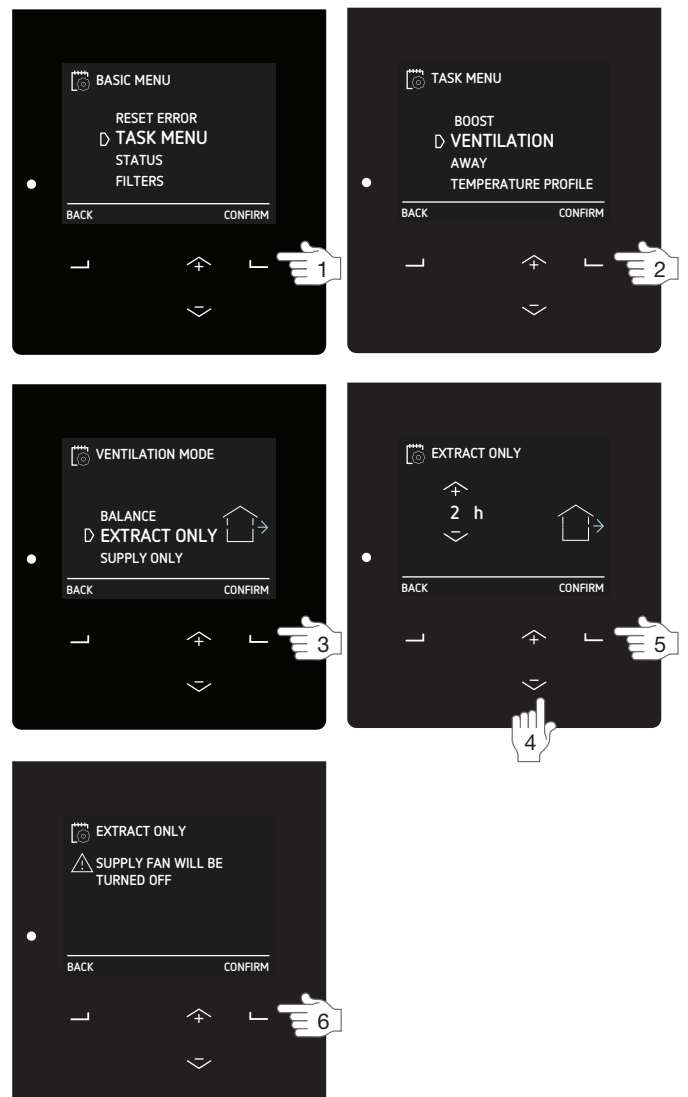 BASIC MENU
RESET ERROR
TASK MENU
STATUS
FILTERS
BACK CONFIRM
1
TASK MENU
BOOST
VENTILATION
AWAY
TEMPERATURE PROFILE
BACK CONFIRM
2
VENTILATION MODE
BALANCE
EXTRACT ONLY
SUPPLY ONLY
BACK CONFIRM
3
EXTRACT ONLY
2 h
BACK CONFIRM
5
4
EXTRACT ONLY
SUPPLY FAN WILL BE
TURNED OFF
BACK CONFIRM
6